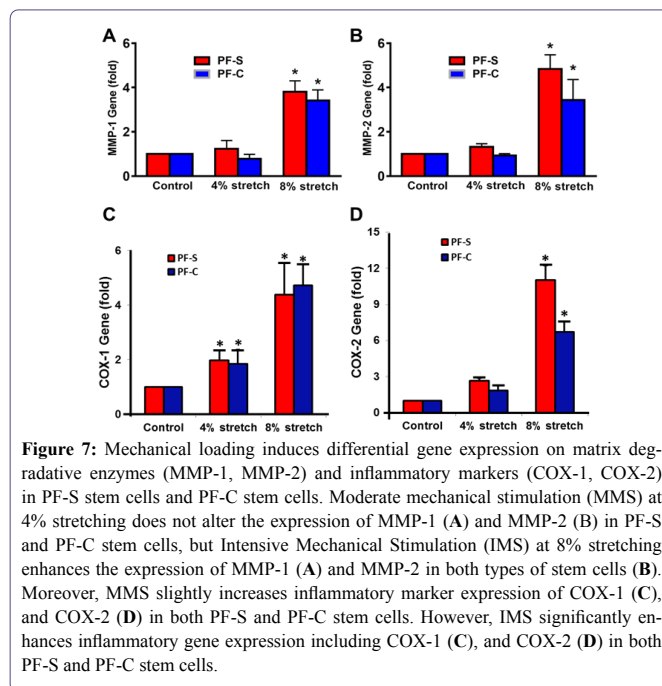 A
B
6
4
2
0
MMP-1 Gene (fold)
PF-S
PF-C
*
*
Control
4% stretch
8% stretch
6
4
2
0
MMP-2 Gene (fold)
PF-S
PF-C
*
*
Control
4% stretch
8% stretch
C
D
6
4
2
0
COX-1 Gene (fold)
PF-S
PF-C
* *
* *
Control
4% stretch
8% stretch
15
12
9
6
3
0
COX-2 Gene (fold)
PF-S
PF-C
*
*
Control
4% stretch
8% stretch
Figure 7: Mechanical loading induces differential gene expression on matrix deg-
radative enzymes (MMP-1, MMP-2) and inflammatory markers (COX-1, COX-2)
in PF-S stem cells and PF-C stem cells. Moderate mechanical stimulation (MMS) at
4% stretching does not alter the expression of MMP-1 (A) and MMP-2 (B) in PF-S
and PF-C stem cells, but Intensive Mechanical Stimulation (IMS) at 8% stretching
enhances the expression of MMP-1 (A) and MMP-2 in both types of stem cells (B).
Moreover, MMS slightly increases inflammatory marker expression of COX-1 (C),
and COX-2 (D) in both PF-S and PF-C stem cells. However, IMS significantly en-
hances inflammatory gene expression including COX-1 (C), and COX-2 (D) in both
PF-S and PF-C stem cells.